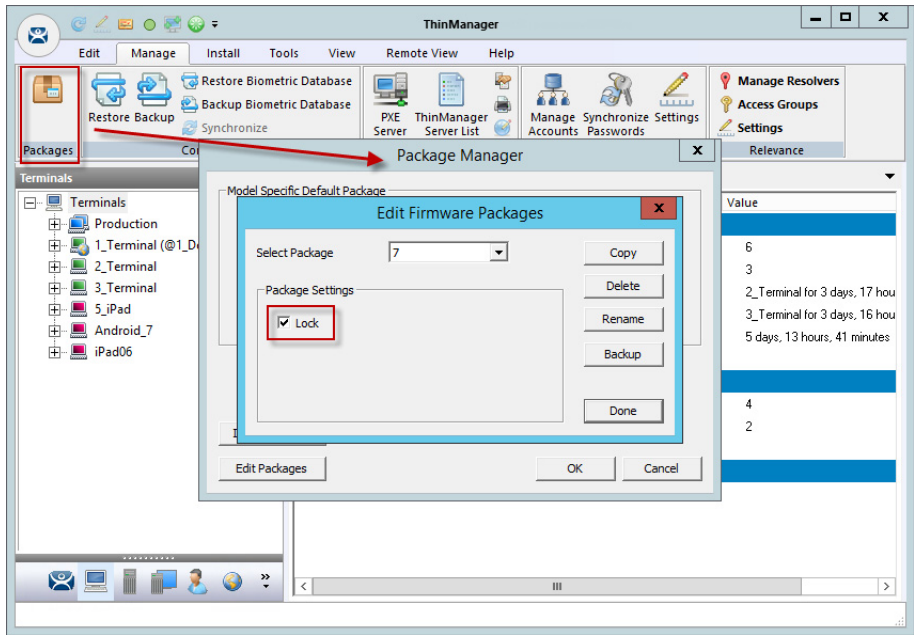 ThinManager
Edit Manage Install Tools View Remote View Help
Packages
Restore Backup
Restore Biometric Database
Backup Biometric Database
Synchronize
Co
PXE Server
ThinManager Server List
Manage Accounts
Synchronize Passwords
Settings
Manage Resolvers
Access Groups
Settings
Relevance
Terminals
Terminals
Production
1_Terminal (@1_De
2_Terminal
3_Terminal
5_iPad
Android_7
iPad06
Package Manager
X
Model Specific Default Package
Edit Firmware Packages
x
Select Package 7 Copy
Delete
Package Settings
Lock
Rename
Backup
Done
Edit Packages OK Cancel
Value
6
3
2_Terminal for 3 days, 17 hou
3_Terminal for 3 days, 16 hou
5 days, 13 hours, 41 minutes
4
2